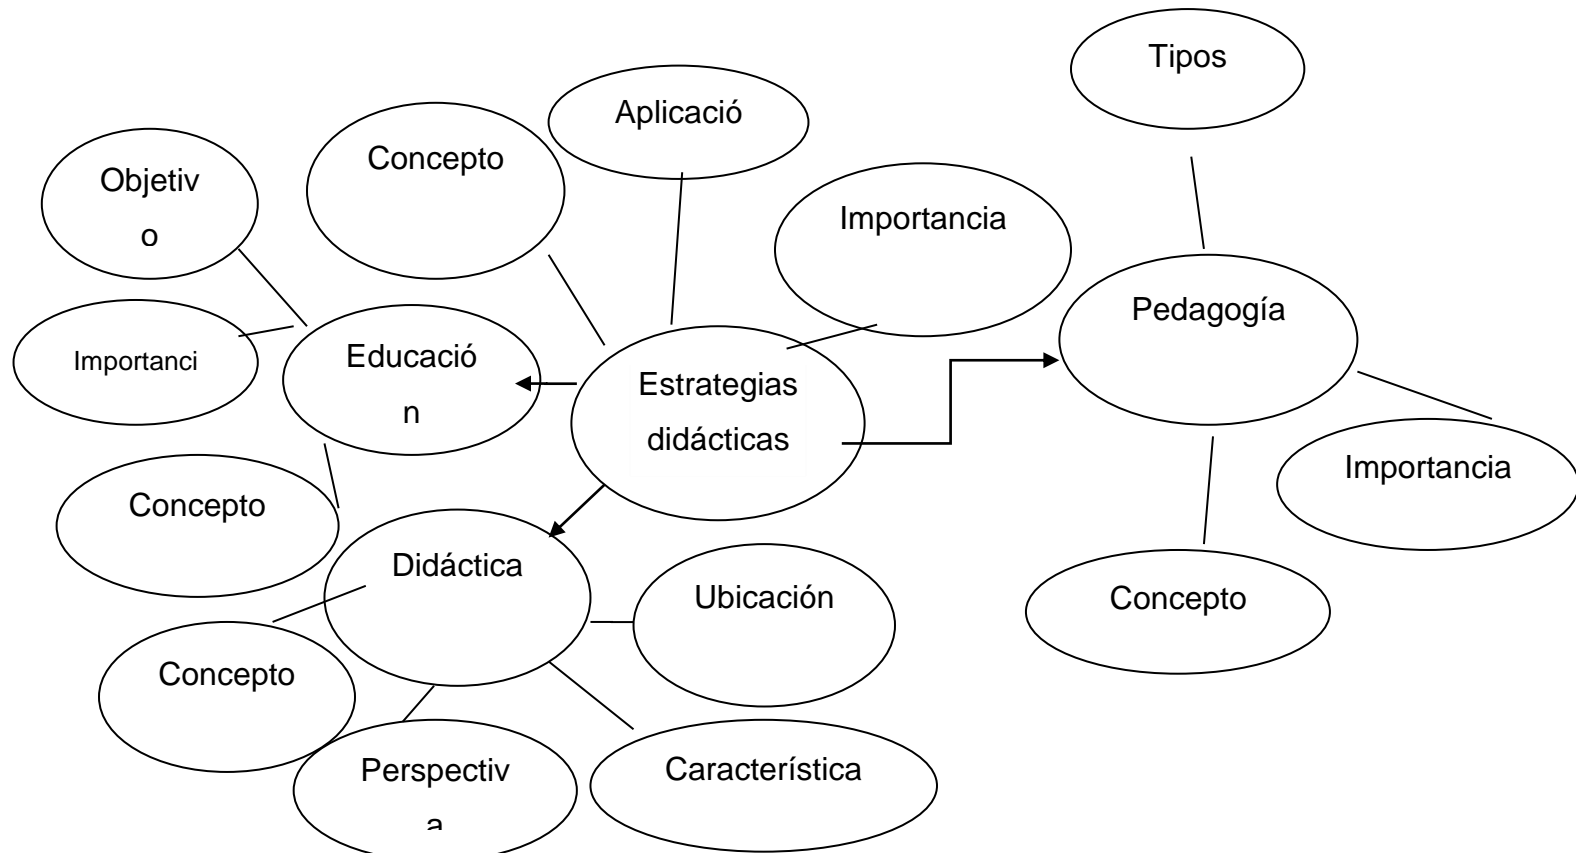 Tipos
Aplicació
Concepto
Objetiv
o
Importancia
Pedagogía
Importanci
Educació
n
Estrategias
didácticas
Importancia
Concepto
Didáctica
Ubicación
Concepto
Concepto
Perspectiv
a
Característica